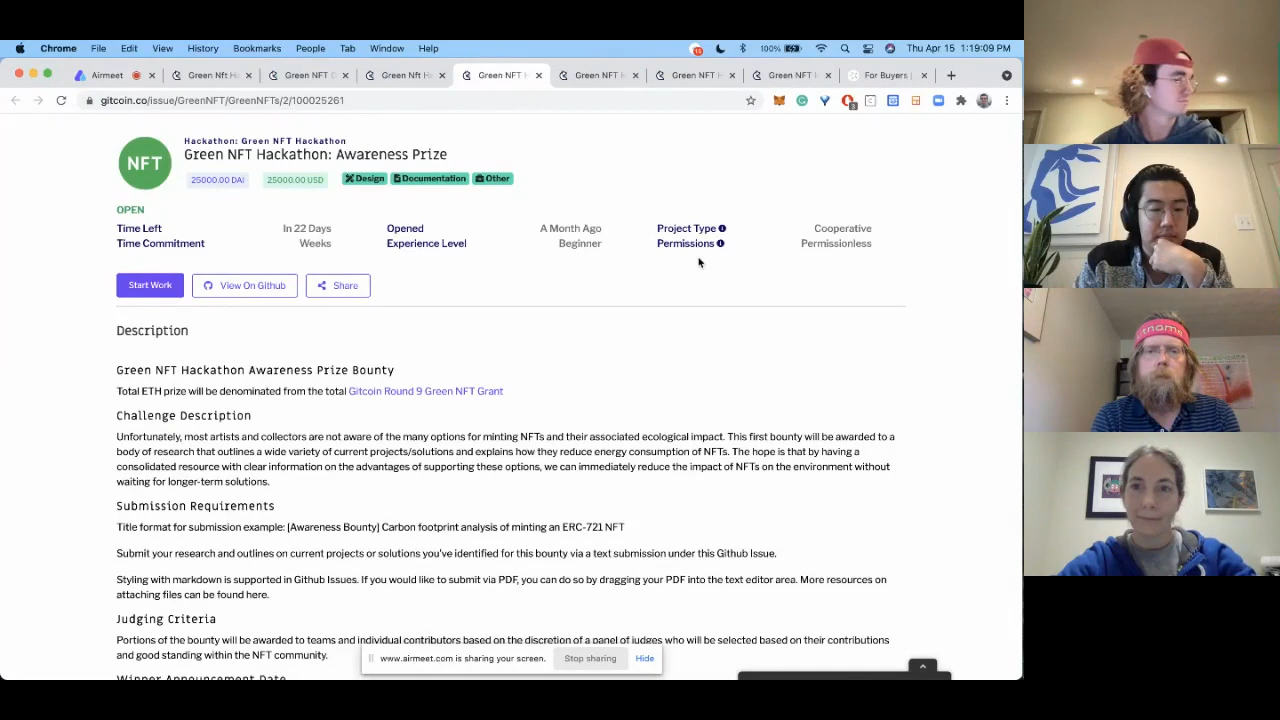 Chrome File Edit View History Bookmarks People Tab Window Help 100% Thu Apr 15 1:19:09 PM
Airmeet Green Nft H Green NFT C Green Nft H Green NFT H Green NFT H Green NFT H Green NFT I For Buyers |
gitcoin.co/issue/GreenNFT/GreenNFTs/2/100025261
NFT
Hackathon: Green NFT Hackathon
Green NFT Hackathon: Awareness Prize
25000.00 DAI 25000.00 USD Design Documentation Other
OPEN
Time Left In 22 Days Opened A Month Ago Project Type Cooperative
Time Commitment Weeks Experience Level Beginner Permissions Permissionless
Start Work View On Github Share
Description
Green NFT Hackathon Awareness Prize Bounty
Total ETH prize will be denominated from the total Gitcoin Round 9 Green NFT Grant
Challenge Description
Unfortunately, most artists and collectors are not aware of the many options for minting NFTs and their associated ecological impact. This first bounty will be awarded to a
body of research that outlines a wide variety of current projects/solutions and explains how they reduce energy consumption of NFTs. The hope is that by having a
consolidated resource with clear information on the advantages of supporting these options, we can immediately reduce the impact of NFTs on the environment without
waiting for longer-term solutions.
Submission Requirements
Title format for submission example: [Awareness Bounty] Carbon footprint analysis of minting an ERC-721 NFT
Submit your research and outlines on current projects or solutions you've identified for this bounty via a text submission under this Github Issue.
Styling with markdown is supported in Github Issues. If you would like to submit via PDF, you can do so by dragging your PDF into the text editor area. More resources on
attaching files can be found here.
Judging Criteria
Portions of the bounty will be awarded to teams and individual contributors based on the discretion of a panel of judges who will be selected based on their contributions
and good standing within the NFT community.
www.airmeet.com is sharing your screen. Stop sharing Hide
Winner Announcement Date